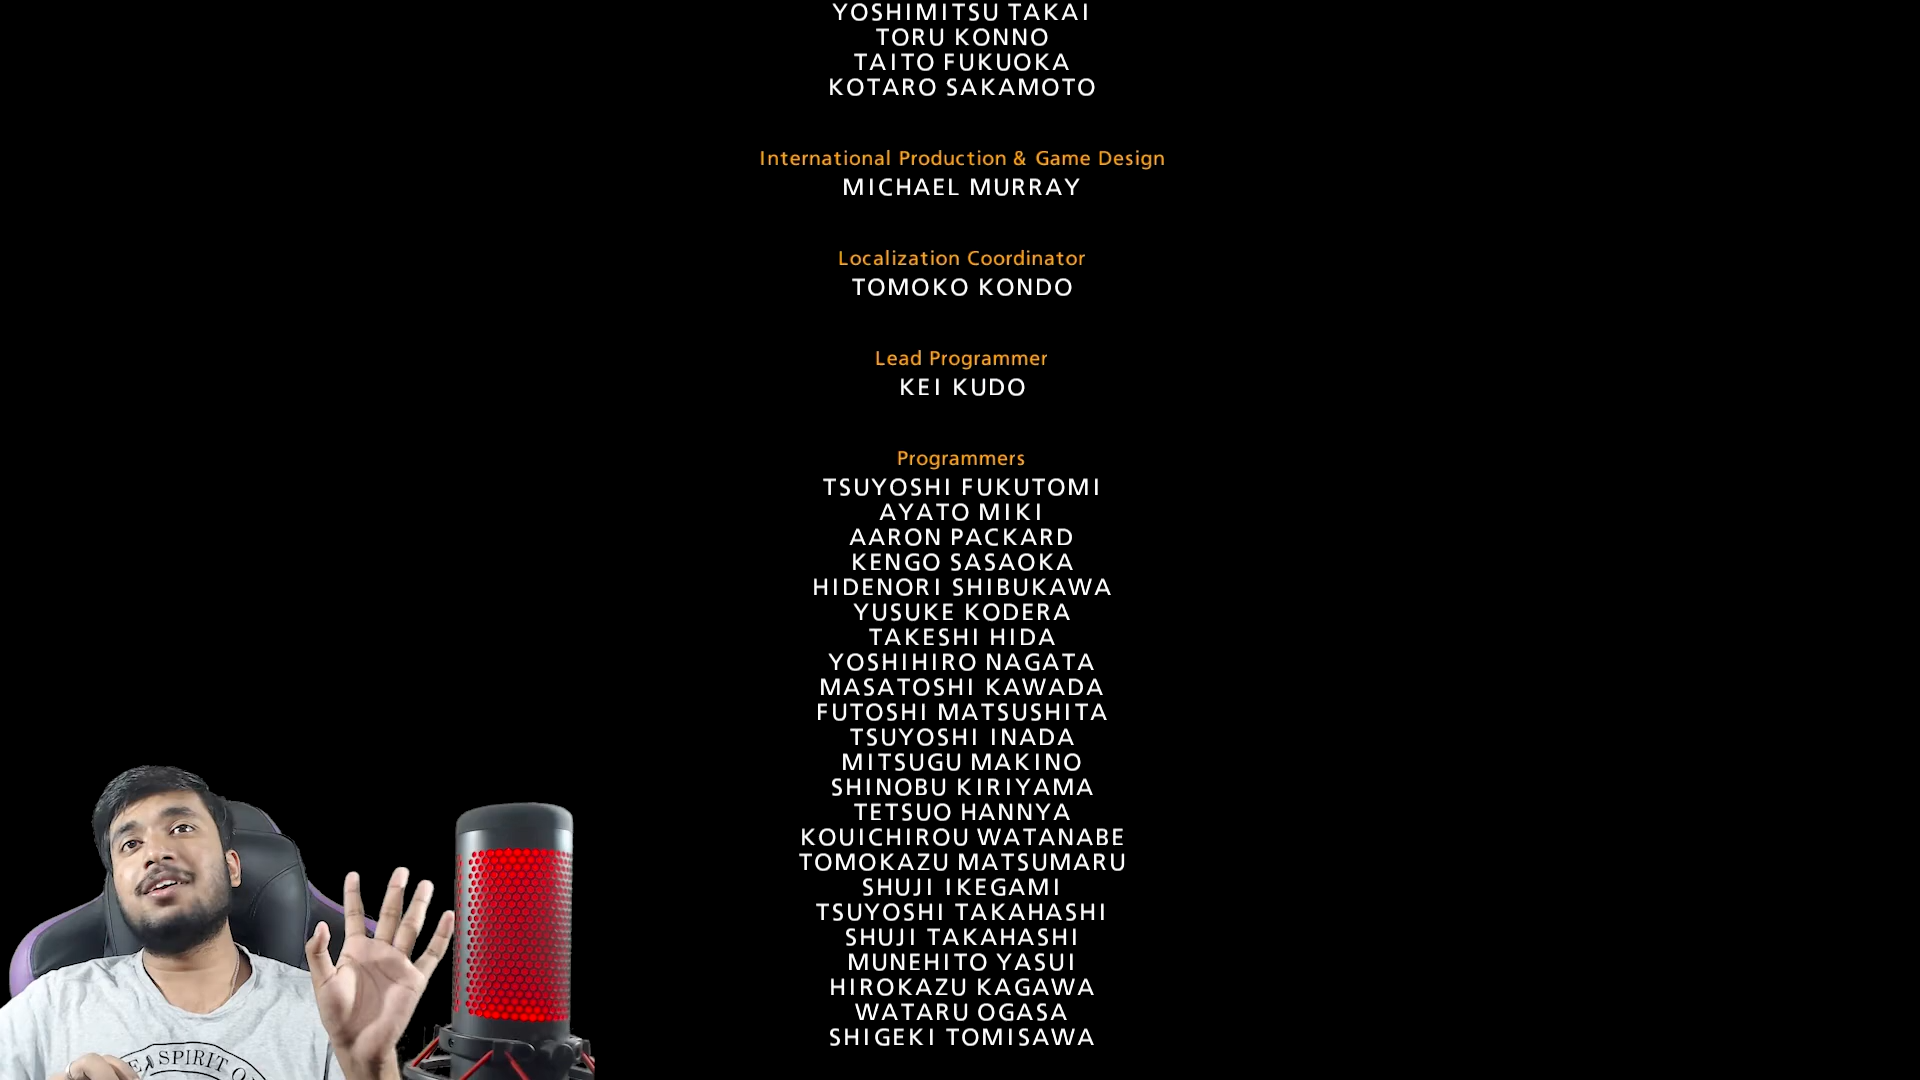 YOSHIMITSU TAKAI
TORU KONNO
TAITO FUKUOKA
KOTARO SAKAMOTO
International Production & Game Design
MICHAEL MURRAY
Localization Coordinator
TOMOKO KONDO
Lead Programmer
KEI KUDO
Programmers
TSUYOSHI FUKUTOMI
AYATO MIKI
AARON PACKARD
KENGO SASAOKA
HIDENORI SHIBUKAWA
YUSUKE KODERA
TAKESHI HIDA
YOSHIHIRO NAGATA
MASATOSHI KAWADA
FUTOSHI MATSUSHITA
TSUYOSHI INADA
MITSUGU MAKINO
SHINOBU KIRIYAMA
TETSUO HANNYA
KOUICHIROU WATANABE
TOMOKAZU MATSUMARU
SHUJI IKEGAMI
TSUYOSHI TAKAHASHI
SHUJI TAKAHASHI
MUNEHITO YASUI
HIROKAZU KAGAWA
WATARU OGASA
SHIGEKI TOMISAWA
SPIRIT